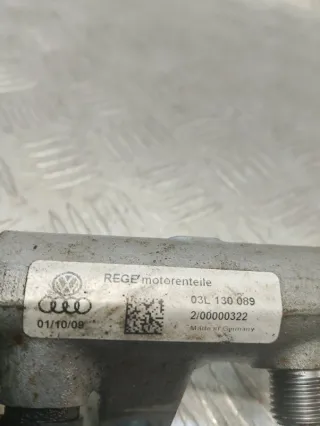 REGE motorenteile
03L 130 089
01/10/09
2/00000322
Made in Germany